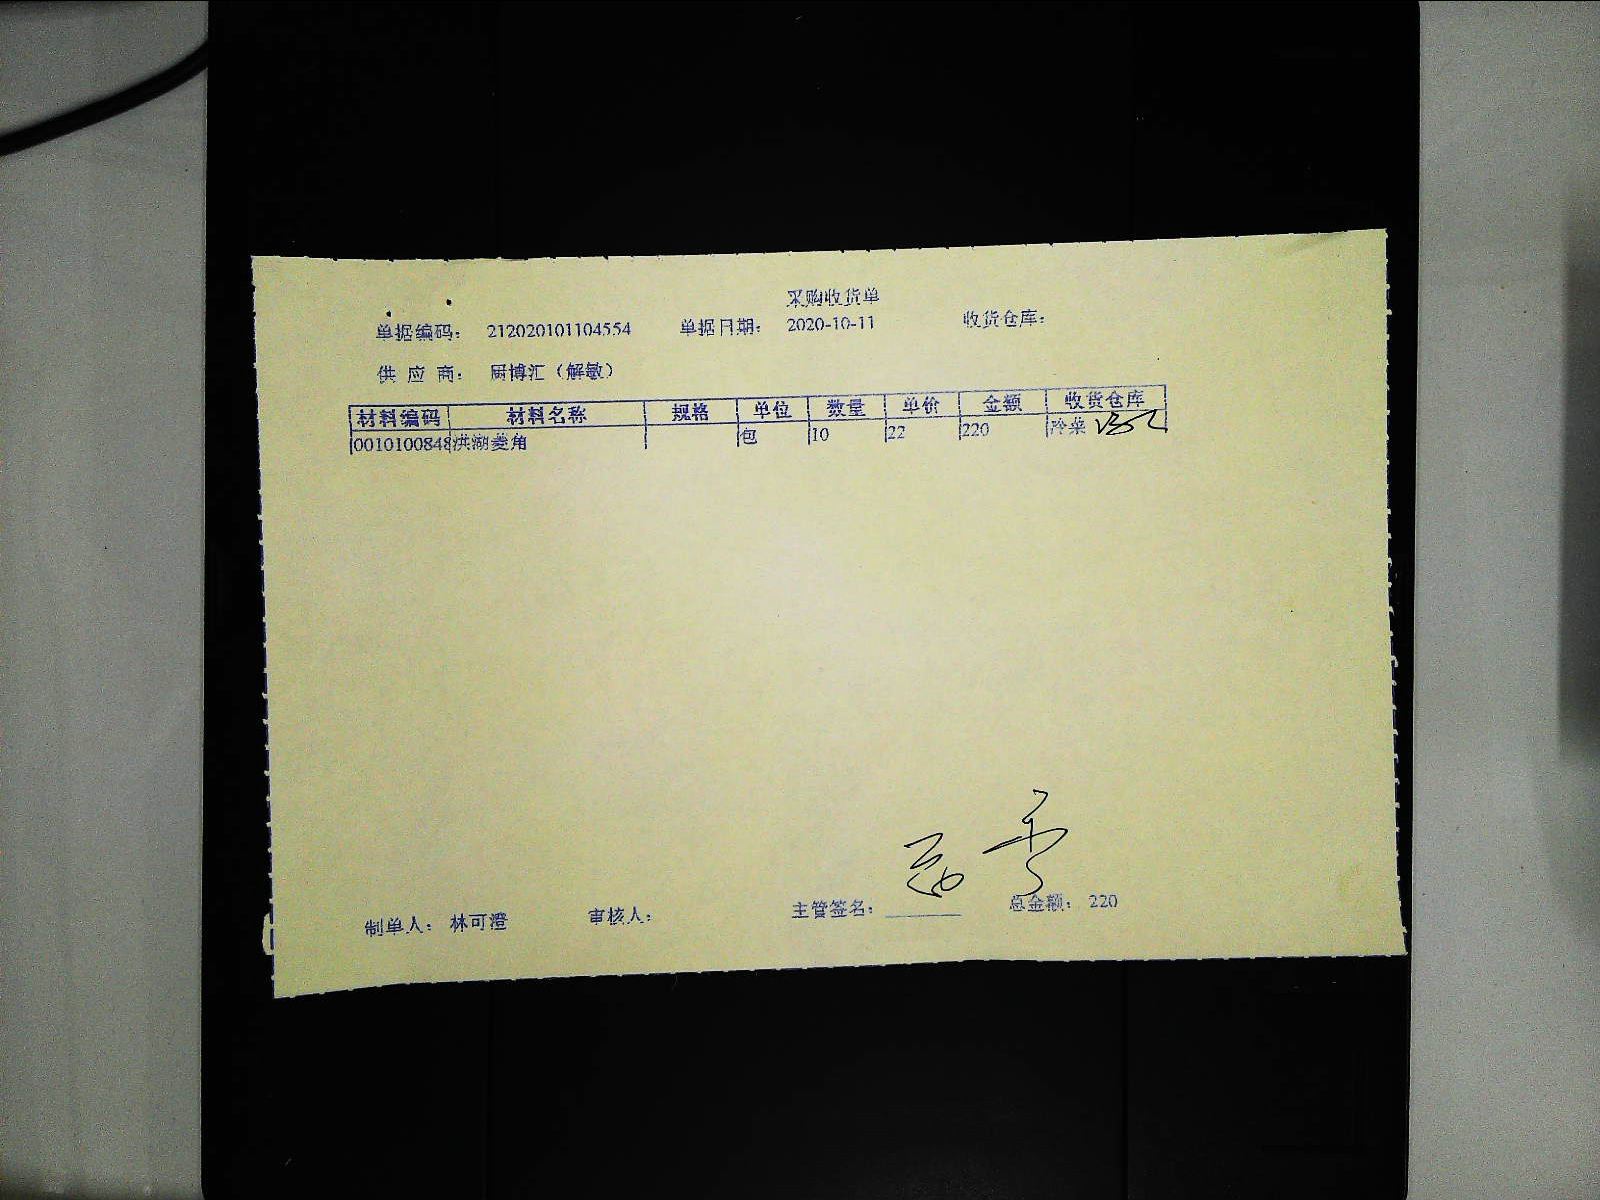 采购收货单
单据编码： 212020101104554 单据日期： 2020-10-11 收货仓库：
供 应 商： 厨博汇（解敏）
材料编码 材料名称 规格 单位 数量 单价 金额 收货仓库
0010100848 洪湖菱角 包 10 22 220 冷菜
制单人： 林可澄 审核人： 主管签名： 总金额： 220